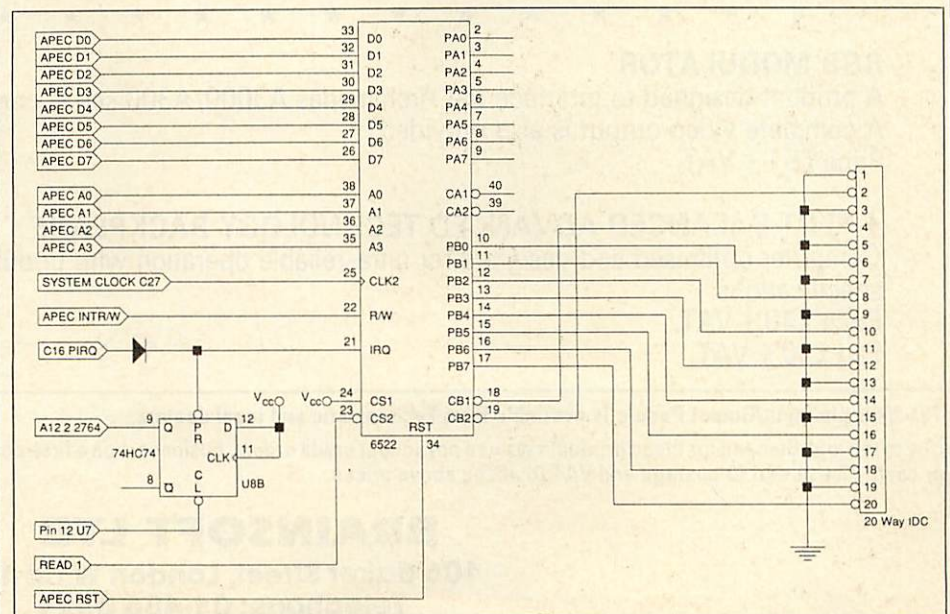 APEC D0
APEC D1
APEC D2
APEC D3
APEC D4
APEC D5
APEC D6
APEC D7
APEC A0
APEC A1
APEC A2
APEC A3
SYSTEM CLOCK C27
APEC INTR/W
C16 PIRQ
A12 2 2764
Pin 12 U7
READ 1
APEC RST
33 D0
32 D1
31 D2
30 D3
29 D4
28 D5
27 D6
26 D7
38 A0
37 A1
36 A2
35 A3
25 CLK2
22 R/W
21 IRQ
24 CS1
23 CS2
RST
6522 34
VCC
VCC
9 P D 12
R
74HC74
CLK 11
C
8 Q L U8B
PA0 2
PA1 3
PA2 4
PA3 5
PA4 6
PA5 7
PA6 8
PA7 9
CA1 40
CA2 39
PB0 10
PB1 11
PB2 12
PB3 13
PB4 14
PB5 15
PB6 16
PB7 17
CB1 18
CB2 19
1
2
3
4
5
6
7
8
9
10
11
12
13
14
15
16
17
18
19
20
20 Way IDC